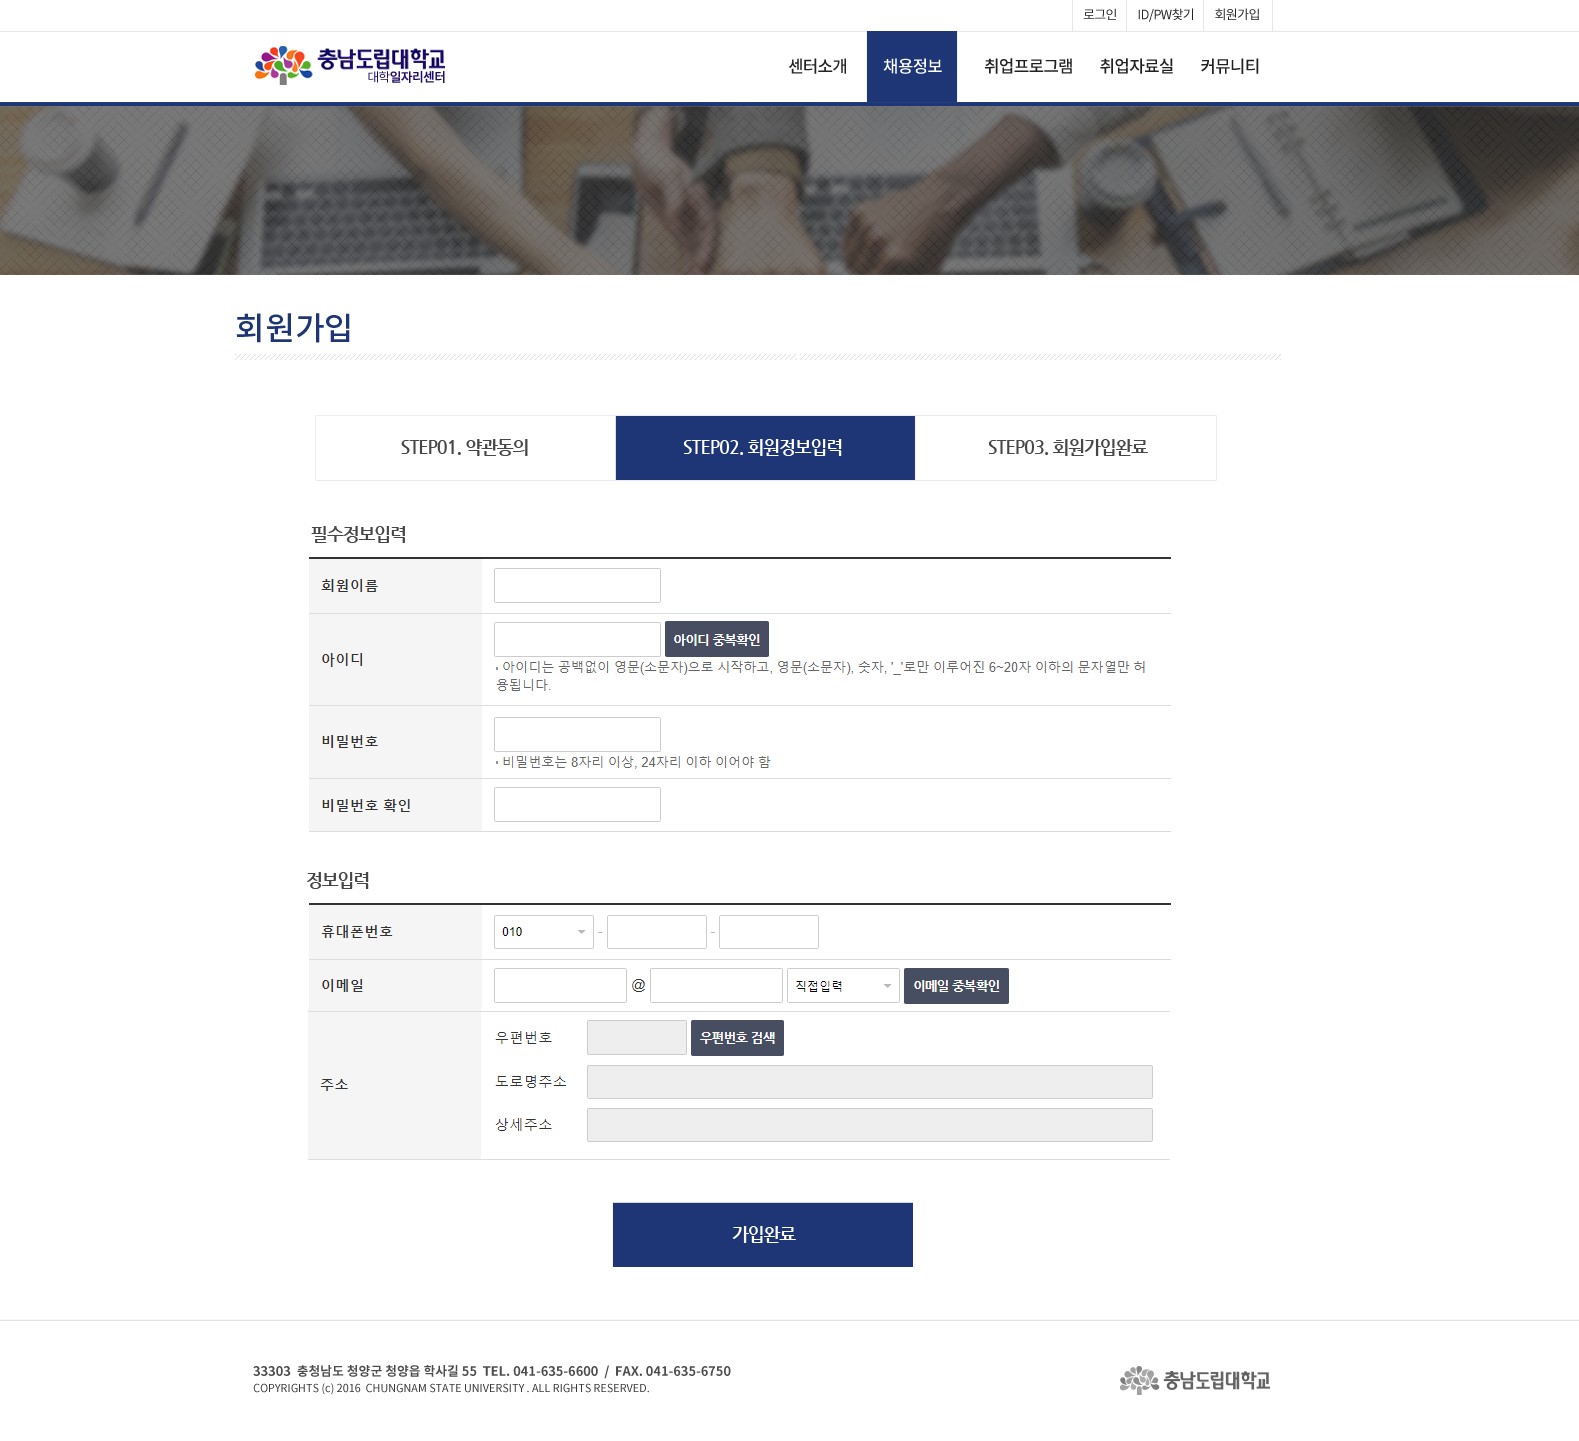 로그인 ID/PW찾기 회원가입
충남도립대학교
대학일자리센터
센터소개 채용정보 취업프로그램 취업자료실 커뮤니티
회원가입
STEP01. 약관동의 STEP02. 회원정보입력 STEP03. 회원가입완료
필수정보입력
회원이름
아이디 아이디 중복확인
아이디는 공백없이 영문(소문자)으로 시작하고, 영문(소문자), 숫자, '_'로만 이루어진 6~20자 이하의 문자열만 허
용됩니다.
비밀번호
비밀번호는 8자리 이상, 24자리 이하 이어야 함
비밀번호 확인
정보입력
휴대폰번호 010 - -
이메일 @ 직접입력 이메일 중복확인
주소
우편번호 우편번호 검색
도로명주소
상세주소
가입완료
33303 충청남도 청양군 청양읍 학사길 55 TEL. 041-635-6600 / FAX. 041-635-6750
COPYRIGHTS (c) 2016 CHUNGNAM STATE UNIVERSITY . ALL RIGHTS RESERVED.
충남도립대학교